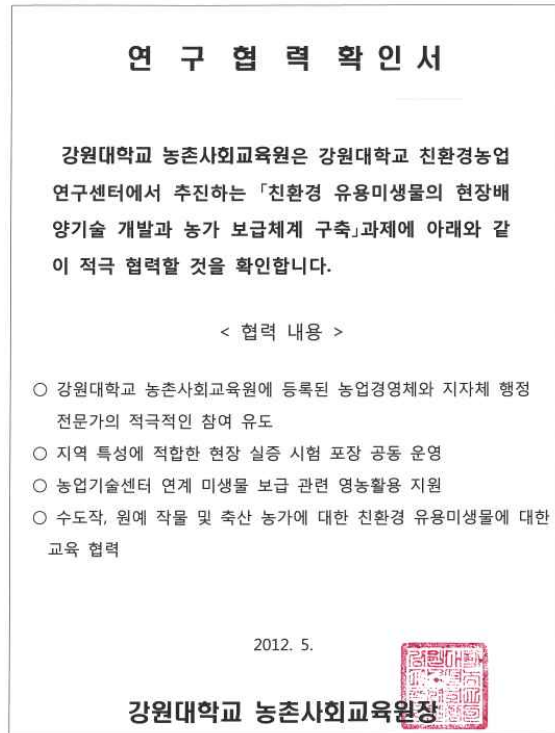 연 구 협 력 확 인 서
강원대학교 농촌사회교육원은 강원대학교 친환경농업
연구센터에서 추진하는 「친환경 유용미생물의 현장배
양기술 개발과 농가 보급체계 구축」과제에 아래와 같
이 적극 협력할 것을 확인합니다.
< 협력 내용 >
○ 강원대학교 농촌사회교육원에 등록된 농업경영체와 지자체 행정
전문가의 적극적인 참여 유도
○ 지역 특성에 적합한 현장 실증 시험 포장 공동 운영
○ 농업기술센터 연계 미생물 보급 관련 영농활용 지원
○ 수도작, 원예 작물 및 축산 농가에 대한 친환경 유용미생물에 대한
교육 협력
2012. 5.
강원대학교 농촌사회교육원장